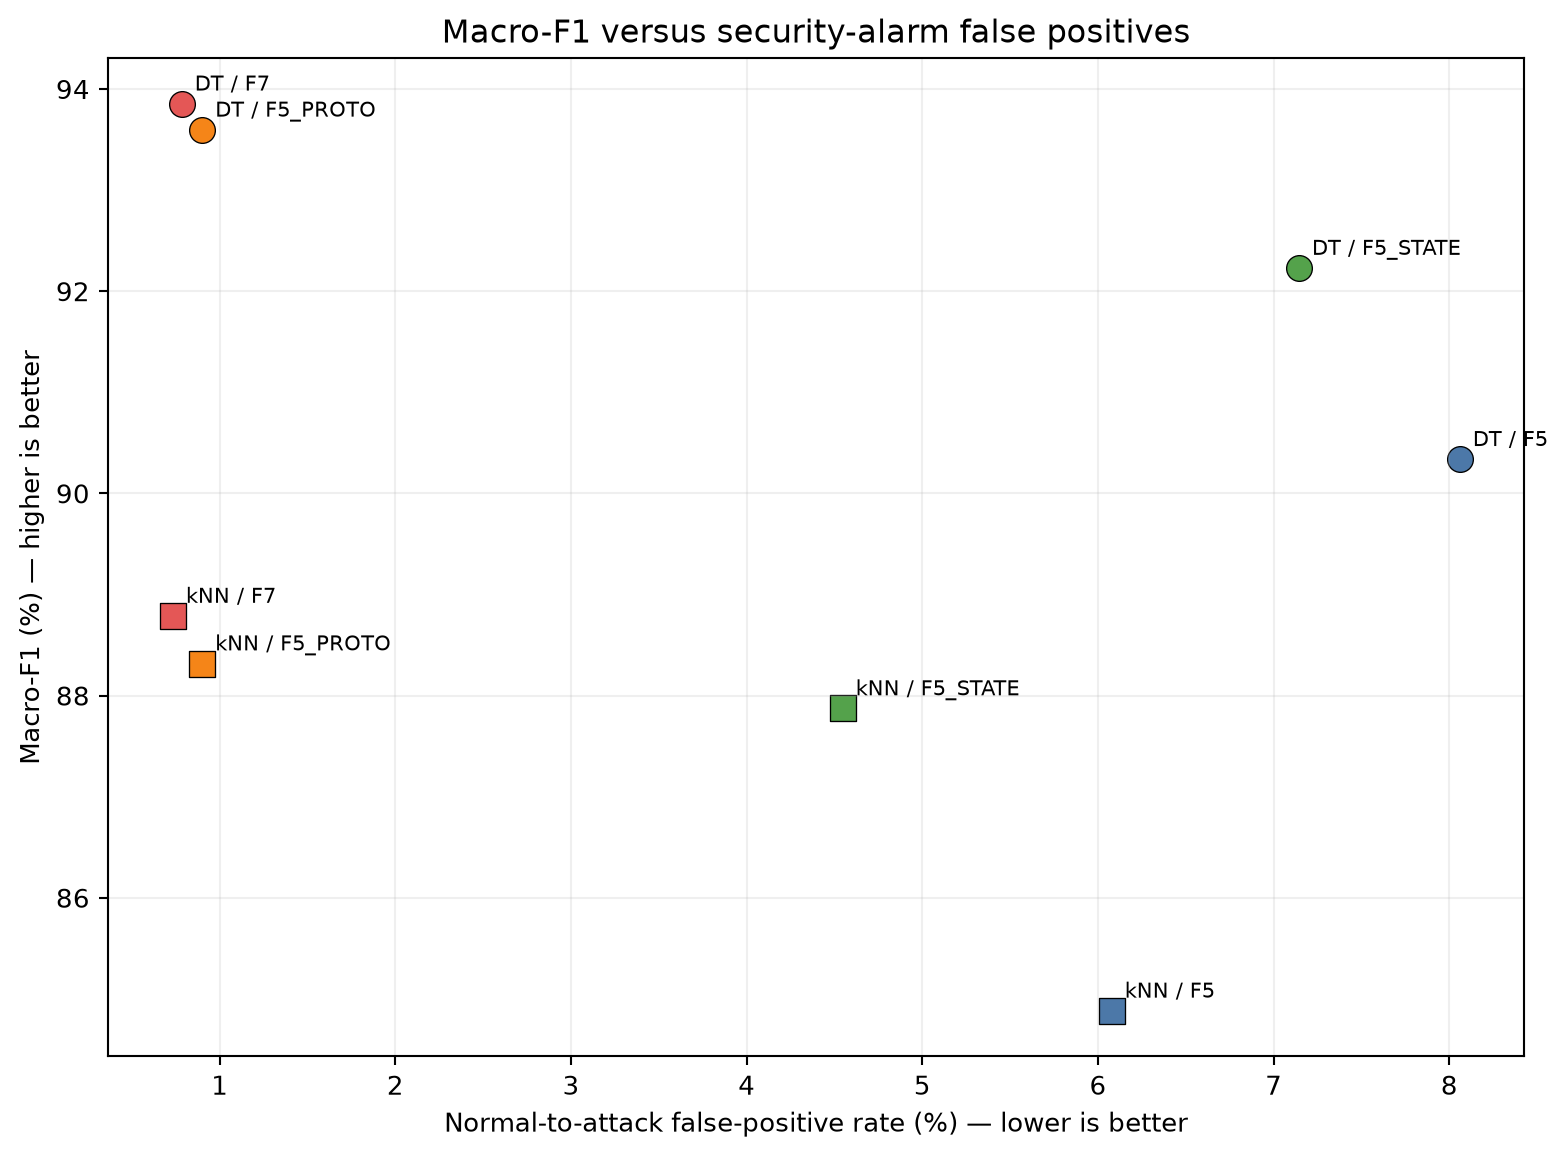 Macro-F1 versus security-alarm false positives
94
92
90
88
86
Macro-F1 (%) — higher is better
DT / F7
DT / F5_PROTO
DT / F5_STATE
DT / F5
kNN / F7
kNN / F5_PROTO
kNN / F5_STATE
kNN / F5
1 2 3 4 5 6 7 8
Normal-to-attack false-positive rate (%) — lower is better